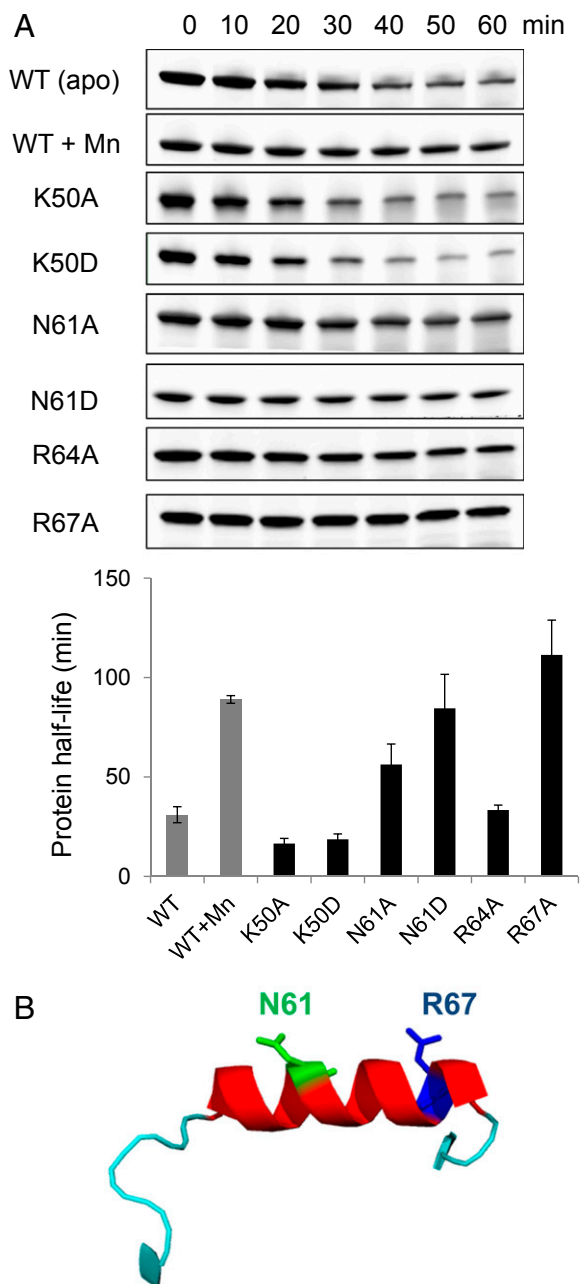 A
0 10 20 30 40 50 60 min
WT (apo)
WT + Mn
K50A
K50D
N61A
N61D
R64A
R67A
Protein half-life (min)
150
100
50
0
WT
WT+Mn
K50A
K50D
N61A
N61D
R64A
R67A
B
N61 R67